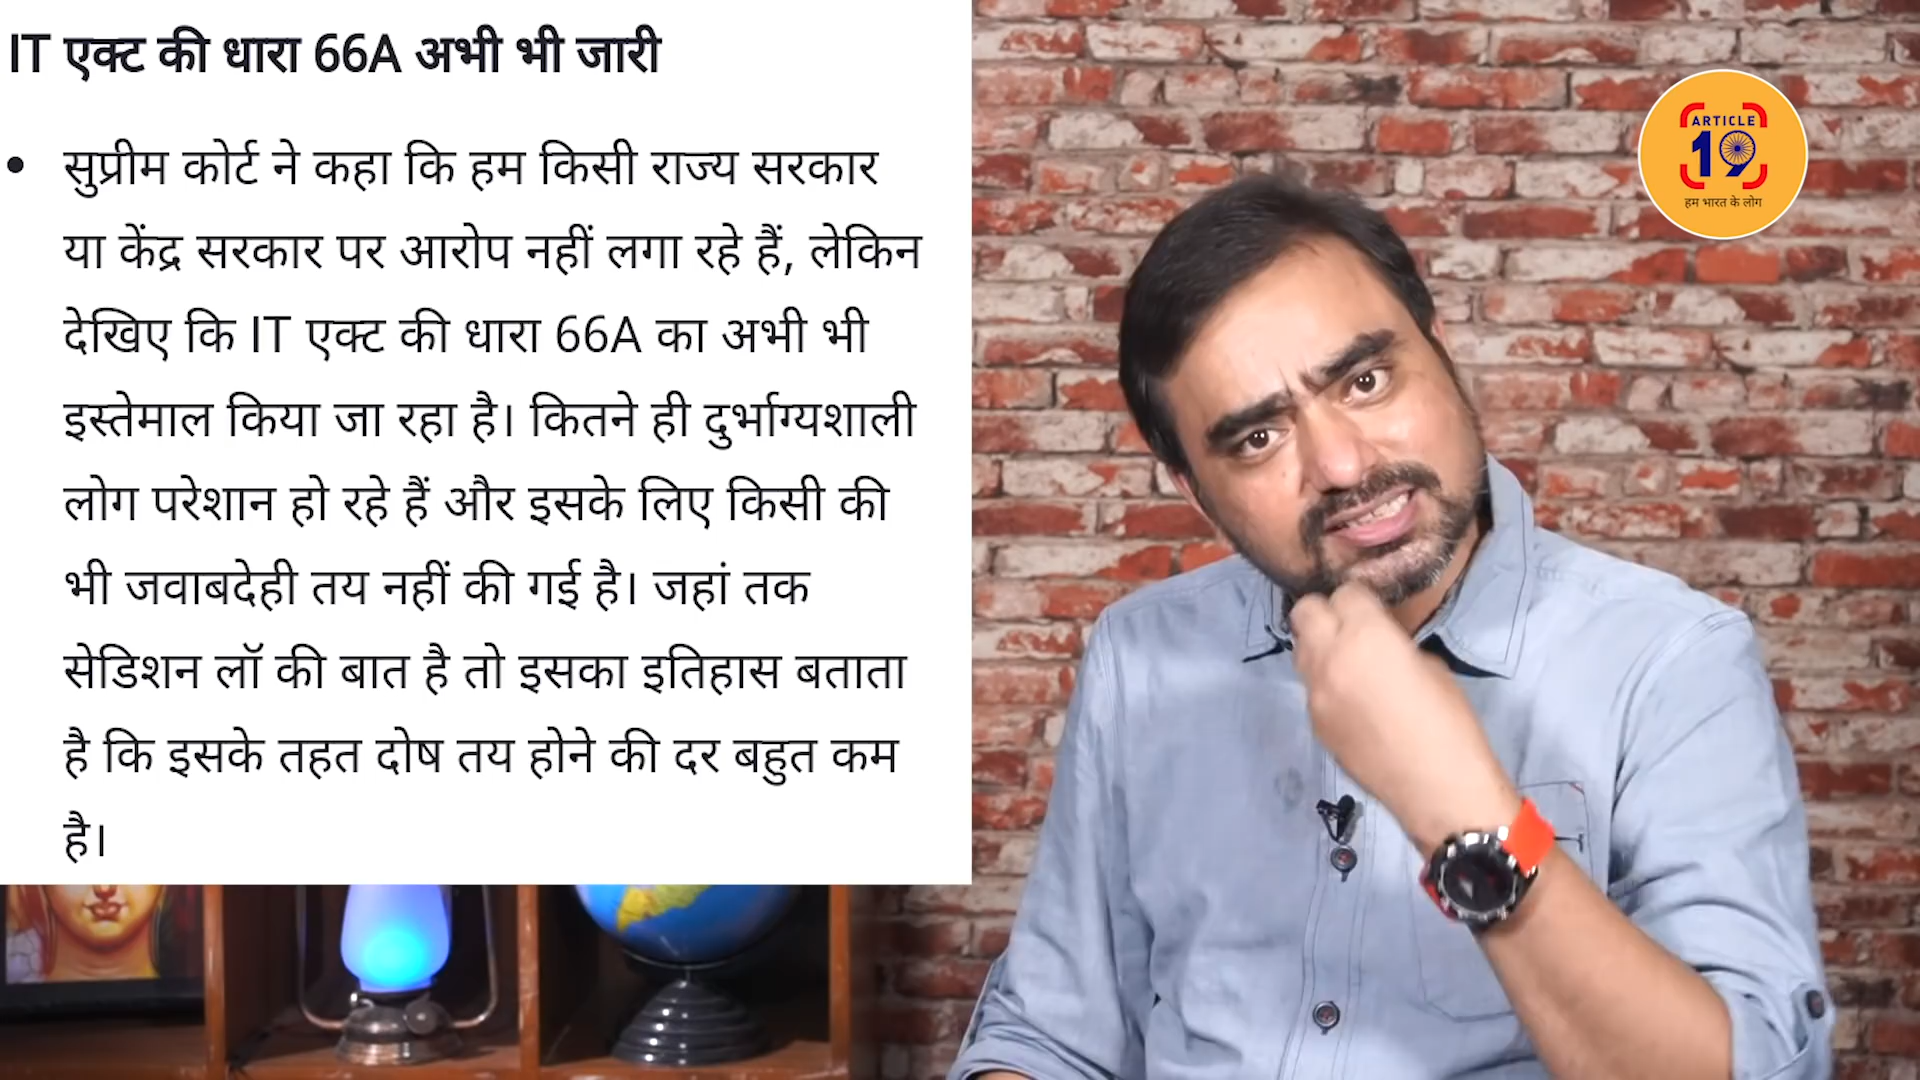 IT एक्ट की धारा 66A अभी भी जारी
• सुप्रीम कोर्ट ने कहा कि हम किसी राज्य सरकार
या केंद्र सरकार पर आरोप नहीं लगा रहे हैं, लेकिन
देखिए कि IT एक्ट की धारा 66A का अभी भी
इस्तेमाल किया जा रहा है। कितने ही दुर्भाग्यशाली
लोग परेशान हो रहे हैं और इसके लिए किसी की
भी जवाबदेही तय नहीं की गई है। जहां तक
सेडिशन लॉ की बात है तो इसका इतिहास बताता
है कि इसके तहत दोष तय होने की दर बहुत कम
है।
ARTICLE
19
हम भारत के लोग